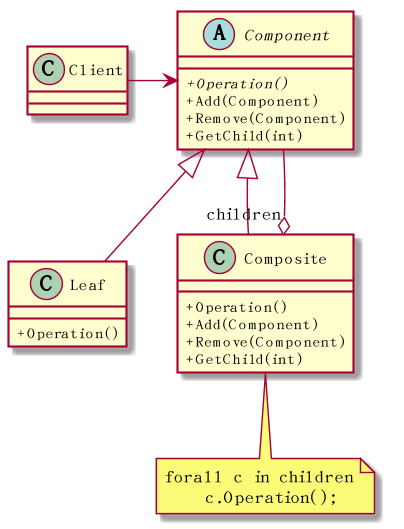 A Component
C Client
+Operation()
+Add(Component)
+Remove(Component)
+GetChild(int)
children
C Leaf
+Operation()
C Composite
+Operation()
+Add(Component)
+Remove(Component)
+GetChild(int)
forall c in children
c.Operation();